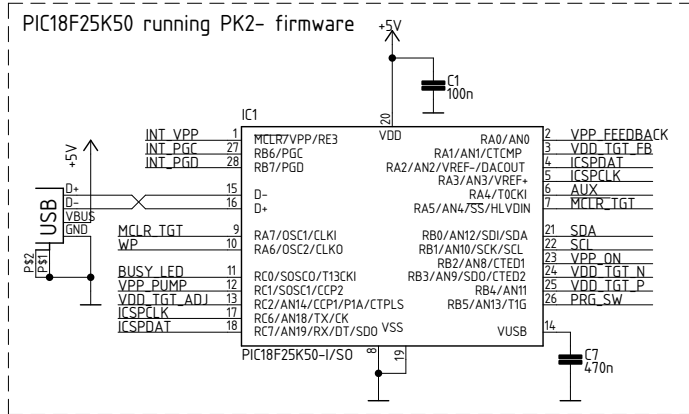 PIC18F25K50 running PK2- firmware
+5V
C1
100n
IC1
20
VDD
INT_VPP 1 MCLR/VPP/RE3
INT_PGC 27 RB6/PGC
INT_PGD 28 RB7/PGD
+5V
USB
D+
D-
VBUS
GND
P$2
P$1
15 D-
16 D+
MCLR_TGT 9 RA7/OSC1/CLKI
WP 10 RA6/OSC2/CLKO
BUSY_LED 11 RC0/SOSCO/T13CKI
VPP_PUMP 12 RC1/SOSCI/CCP2
VDD_TGT_ADJ 13 RC2/AN14/CCP1/P1A/CTPLS
ICSPCLK 17 RC6/AN18/TX/CK
ICSPDAT 18 RC7/AN19/RX/DT/SDO
RA0/AN0 2 VPP_FEEDBACK
RA1/AN1/CTCMP 3 VDD_TGT_FB
RA2/AN2/VREF-/DACOUT 4 ICSPDAT
RA3/AN3/VREF+ 5 ICSPCLK
RA4/T0CKI 6 AUX
RA5/AN4/SS/HLVDIN 7 MCLR_TGT
RB0/AN12/SDI/SDA 21 SDA
RB1/AN10/SCK/SCL 22 SCL
RB2/AN8/CTED1 23 VPP_ON
RB3/AN9/SDO/CTED2 24 VDD_TGT_N
RB4/AN11 25 VDD_TGT_P
RB5/AN13/T1G 26 PRG_SW
VUSB 14
VSS
8
19
PIC18F25K50-I/SO
C7
470n